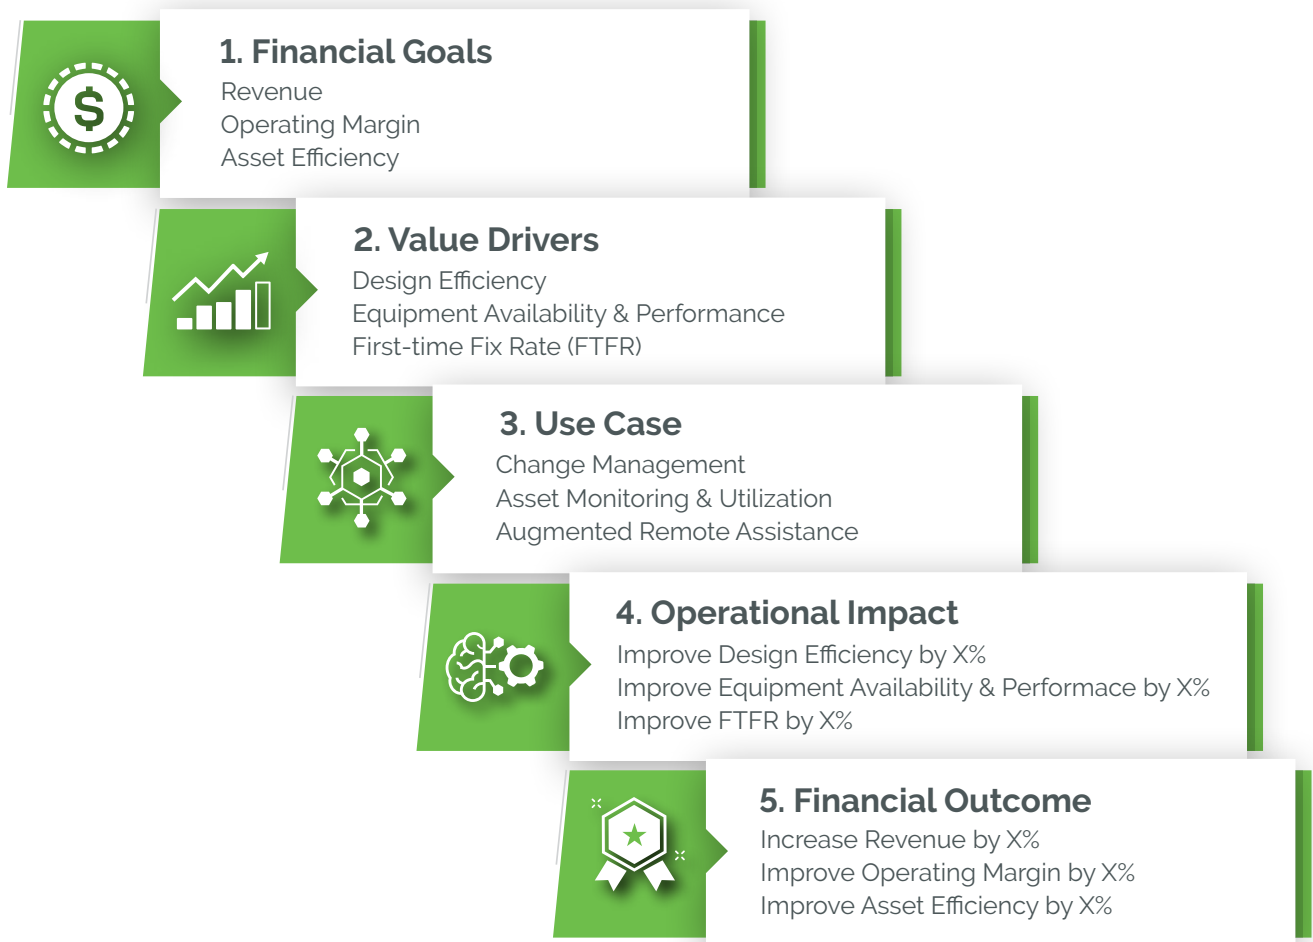 $
1. Financial Goals
Revenue
Operating Margin
Asset Efficiency
2. Value Drivers
Design Efficiency
Equipment Availability & Performance
First-time Fix Rate (FTFR)
3. Use Case
Change Management
Asset Monitoring & Utilization
Augmented Remote Assistance
4. Operational Impact
Improve Design Efficiency by X%
Improve Equipment Availability & Performace by X%
Improve FTFR by X%
5. Financial Outcome
Increase Revenue by X%
Improve Operating Margin by X%
Improve Asset Efficiency by X%